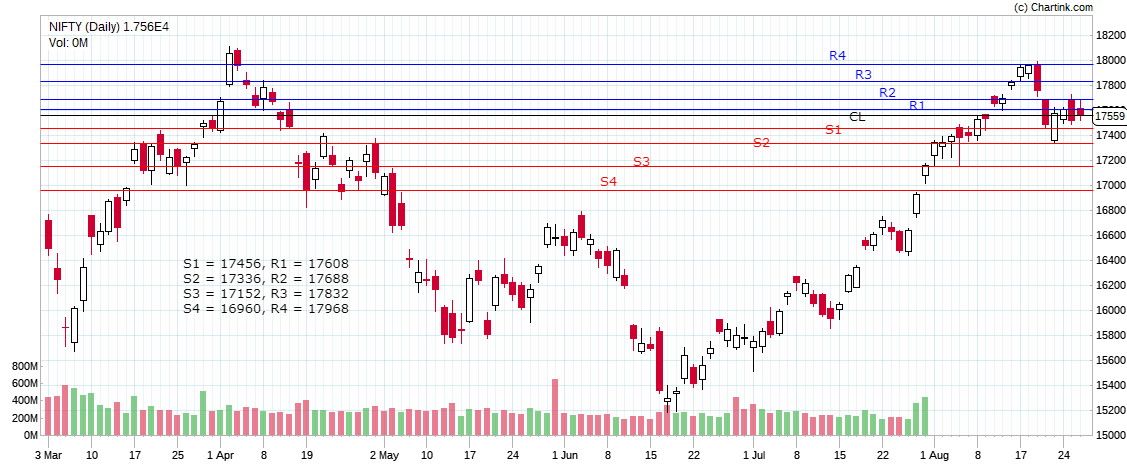 (c) Chartink.com
NIFTY (Daily) 1.756E4
Vol: 0M
18200
18000
17800
17559
17400
17200
17000
16800
16600
16400
16200
16000
15800
15600
15400
15200
15000
R4
R3
R2
R1
CL
S1
S2
S3
S4
S1 = 17456, R1 = 17608
S2 = 17336, R2 = 17688
S3 = 17152, R3 = 17832
S4 = 16960, R4 = 17968
800M
600M
400M
200M
0M
3 Mar 10 17 25 1 Apr 8 19 2 May 10 17 24 1 Jun 14 22 1 Jul 8 15 22 1 Aug 8 17 24